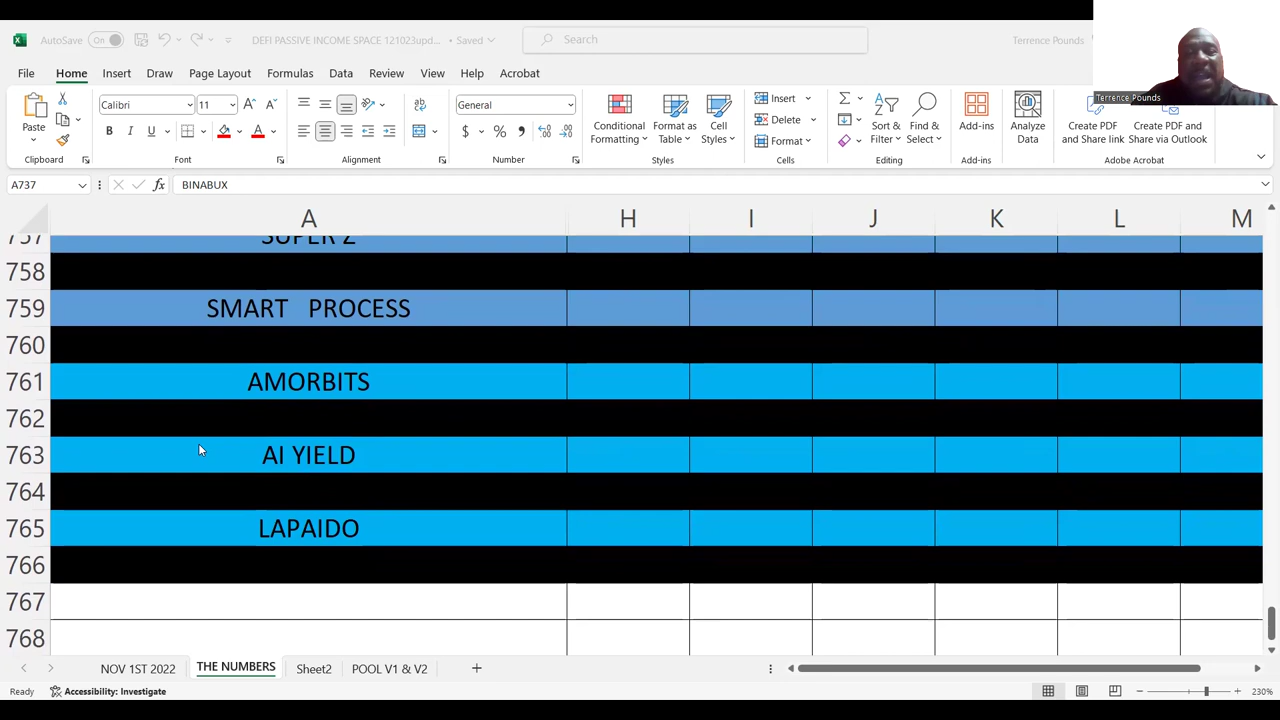 AutoSave On DEFI PASSIVE INCOME SPACE 121023upd... • Saved Search Terrence Pounds
File Home Insert Draw Page Layout Formulas Data Review View Help Acrobat
Terrence Pounds
Calibri 11 General Insert
Paste Conditional Formatting Format as Table Cell Styles Delete Sort & Filter Find & Select Add-ins Analyze Data Create PDF and Share link Create PDF and Share via Outlook
B I U $ % Format
Clipboard Font Alignment Number Styles Cells Editing Add-ins Adobe Acrobat
A737 fx BINABUX
A H I J K L M
757 SUPER Z
758
759 SMART PROCESS
760
761 AMORBITS
762
763 AI YIELD
764
765 LAPAIDO
766
767
768
NOV 1ST 2022 THE NUMBERS Sheet2 POOL V1 & V2 +
Ready Accessibility: Investigate 230%